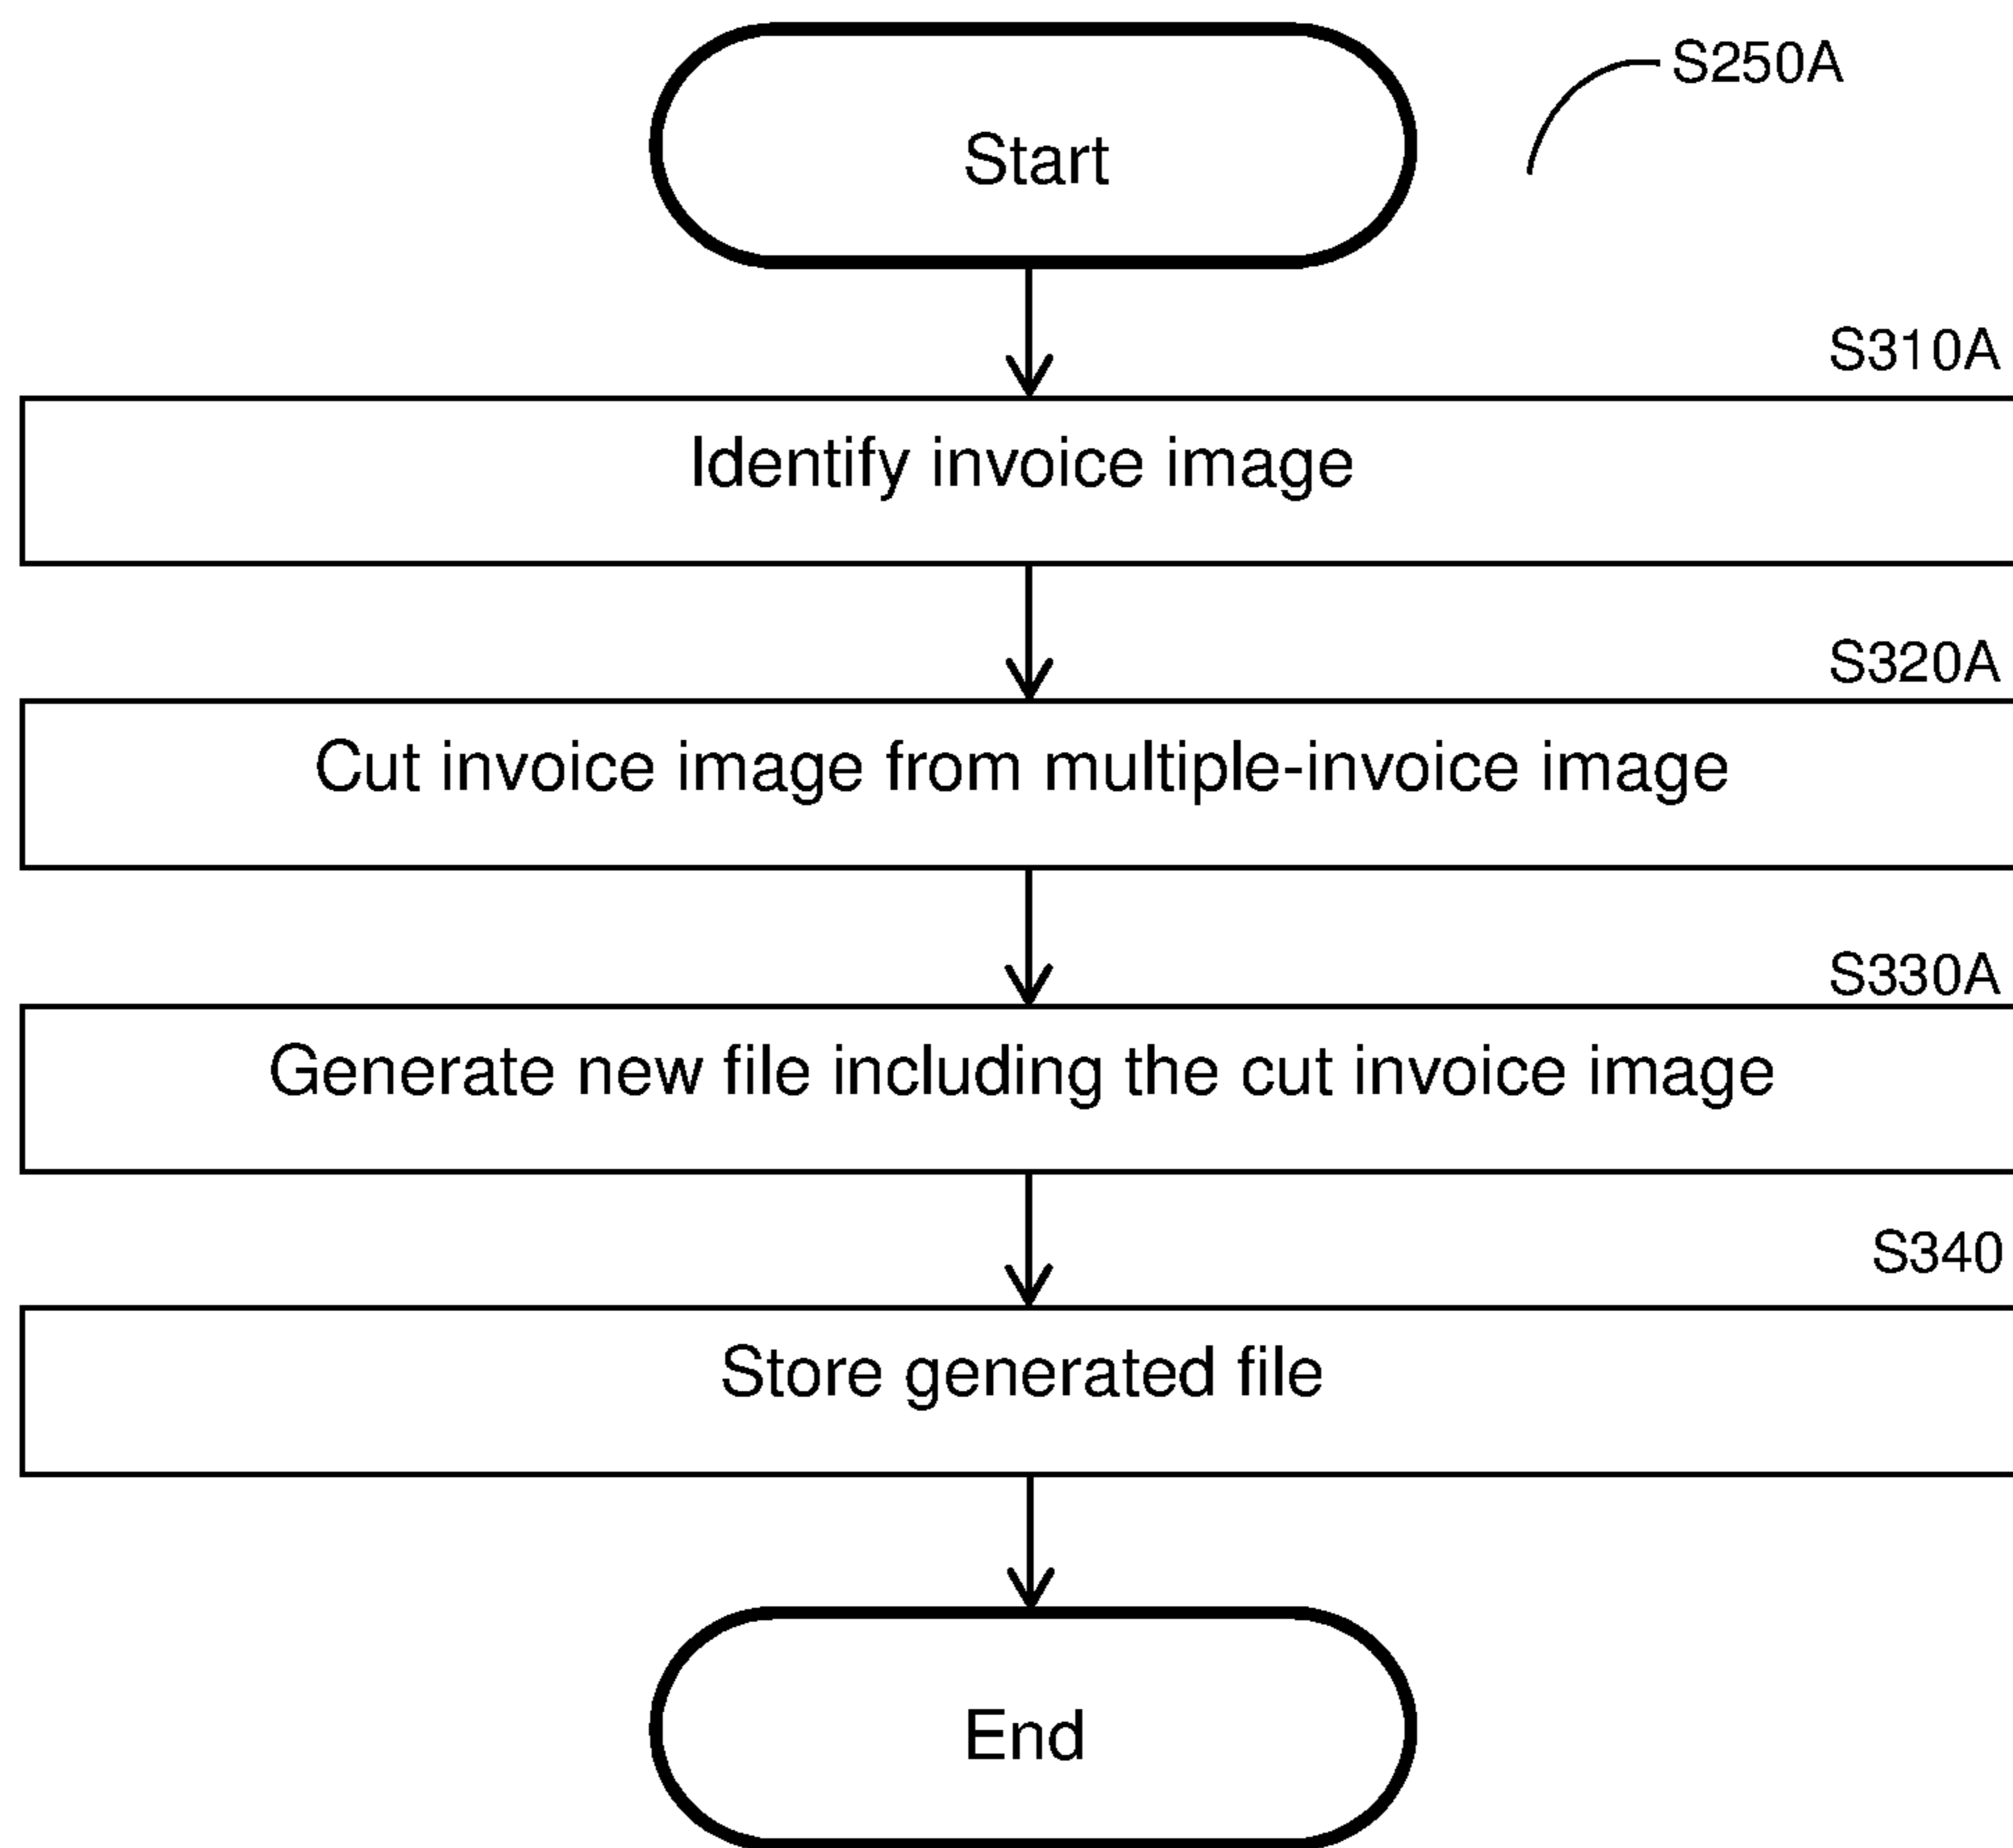 Start
S250A
S310A
Identify invoice image
S320A
Cut invoice image from multiple-invoice image
S330A
Generate new file including the cut invoice image
S340
Store generated file
End